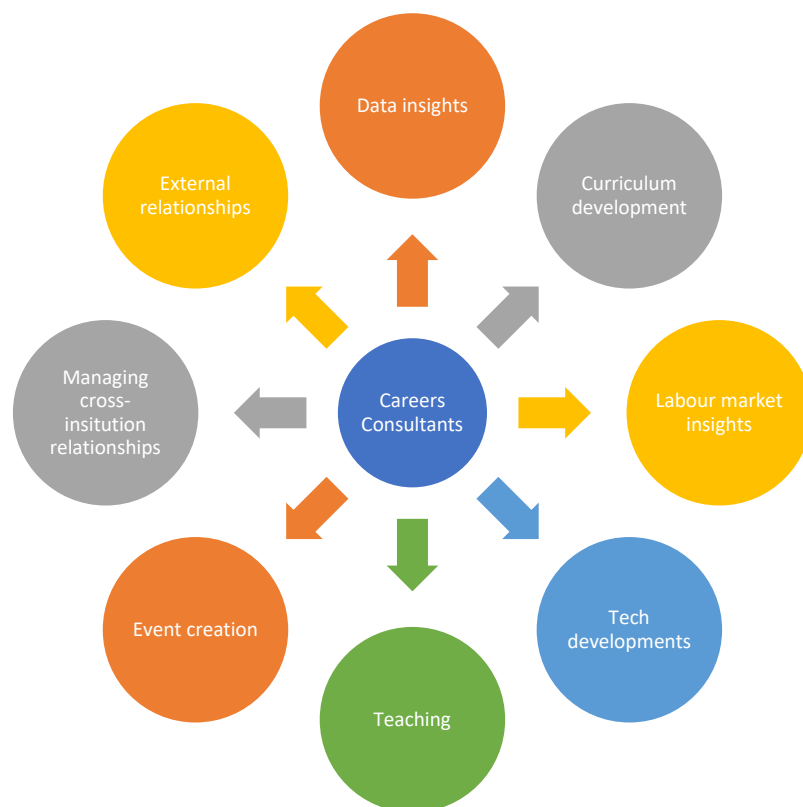 Data insights
Curriculum
development
Labour market
insights
Tech
developments
Teaching
Event creation
Managing
cross-
insitution
relationships
External
relationships
Careers
Consultants